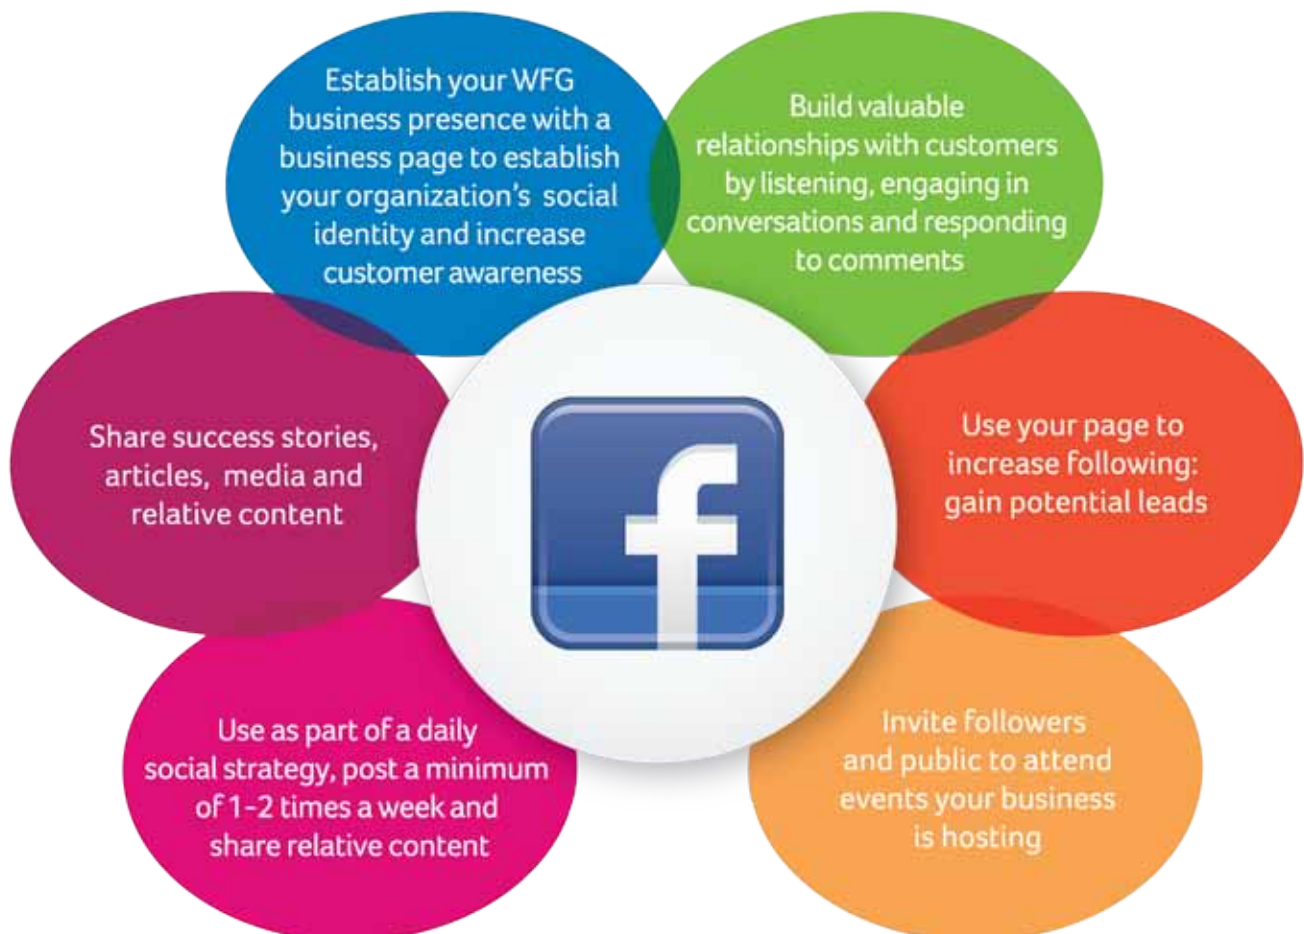 Establish your WFG
business presence with a
business page to establish
your organization's social
identity and increase
customer awareness
Build valuable
relationships with customers
by listening, engaging in
conversations and responding
to comments
Share success stories,
articles, media and
relative content
Use your page to
increase following:
gain potential leads
f
Use as part of a daily
social strategy, post a minimum
of 1-2 times a week and
share relative content
Invite followers
and public to attend
events your business
is hosting